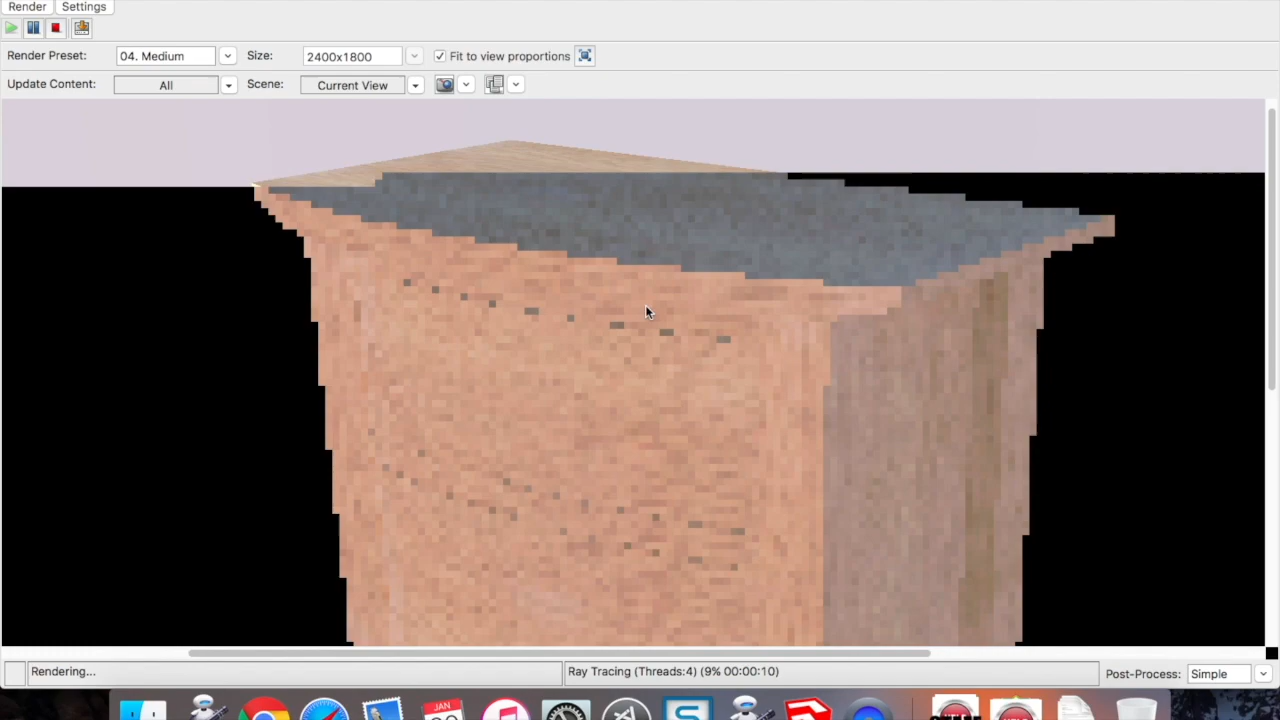 Render Settings
Render Preset: 04. Medium Size: 2400x1800 Fit to view proportions
Update Content: All Scene: Current View
Rendering... Ray Tracing (Threads:4) (9% 00:00:10) Post-Process: Simple
JAN